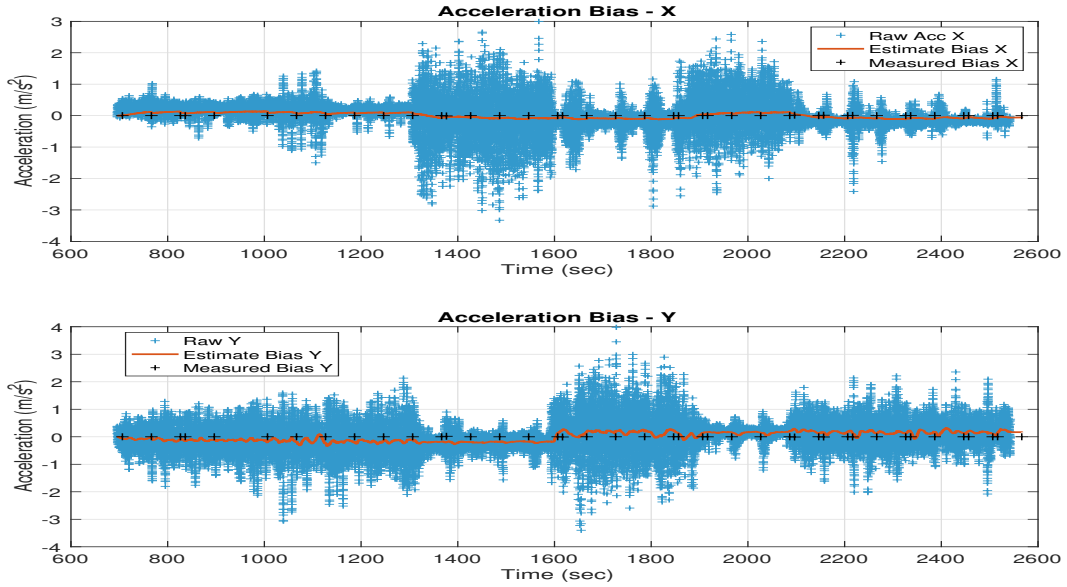 Acceleration Bias - X
3
2
1
0
-1
-2
-3
-4
Acceleration (m/s²)
Raw Acc X
Estimate Bias X
Measured Bias X
600 800 1000 1200 1400 1600 1800 2000 2200 2400 2600
Time (sec)
Acceleration Bias - Y
4
3
2
1
0
-1
-2
-3
-4
Acceleration (m/s²)
Raw Y
Estimate Bias Y
Measured Bias Y
600 800 1000 1200 1400 1600 1800 2000 2200 2400 2600
Time (sec)